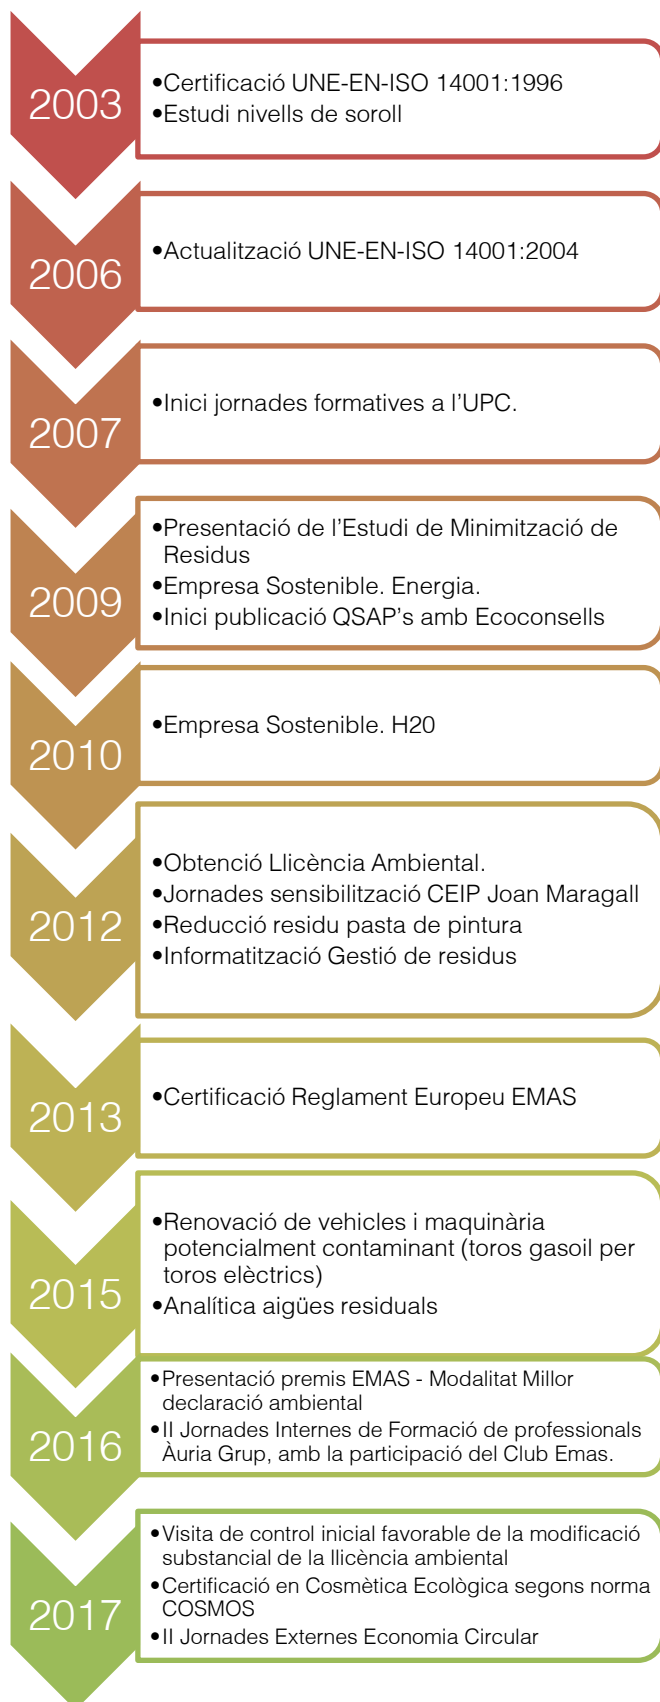 2003
•Certificació UNE-EN-ISO 14001:1996
•Estudi nivells de soroll
2006
•Actualització UNE-EN-ISO 14001:2004
2007
•Inici jornades formatives a l’UPC.
2009
•Presentació de l’Estudi de Minimització de
Residus
•Empresa Sostenible. Energia.
•Inici publicació QSAP’s amb Ecoconsells
2010
•Empresa Sostenible. H20
2012
•Obtenció Llicència Ambiental.
•Jornades sensibilització CEIP Joan Maragall
•Reducció residu pasta de pintura
•Informatització Gestió de residus
2013
•Certificació Reglament Europeu EMAS
2015
•Renovació de vehicles i maquinària
potencialment contaminant (toros gasoil per
toros elèctrics)
•Analítica aigües residuals
2016
•Presentació premis EMAS - Modalitat Millor
declaració ambiental
•II Jornades Internes de Formació de professionals
Àuria Grup, amb la participació del Club Emas.
2017
•Visita de control inicial favorable de la modificació
substancial de la llicència ambiental
•Certificació en Cosmètica Ecològica segons norma
COSMOS
•II Jornades Externes Economia Circular